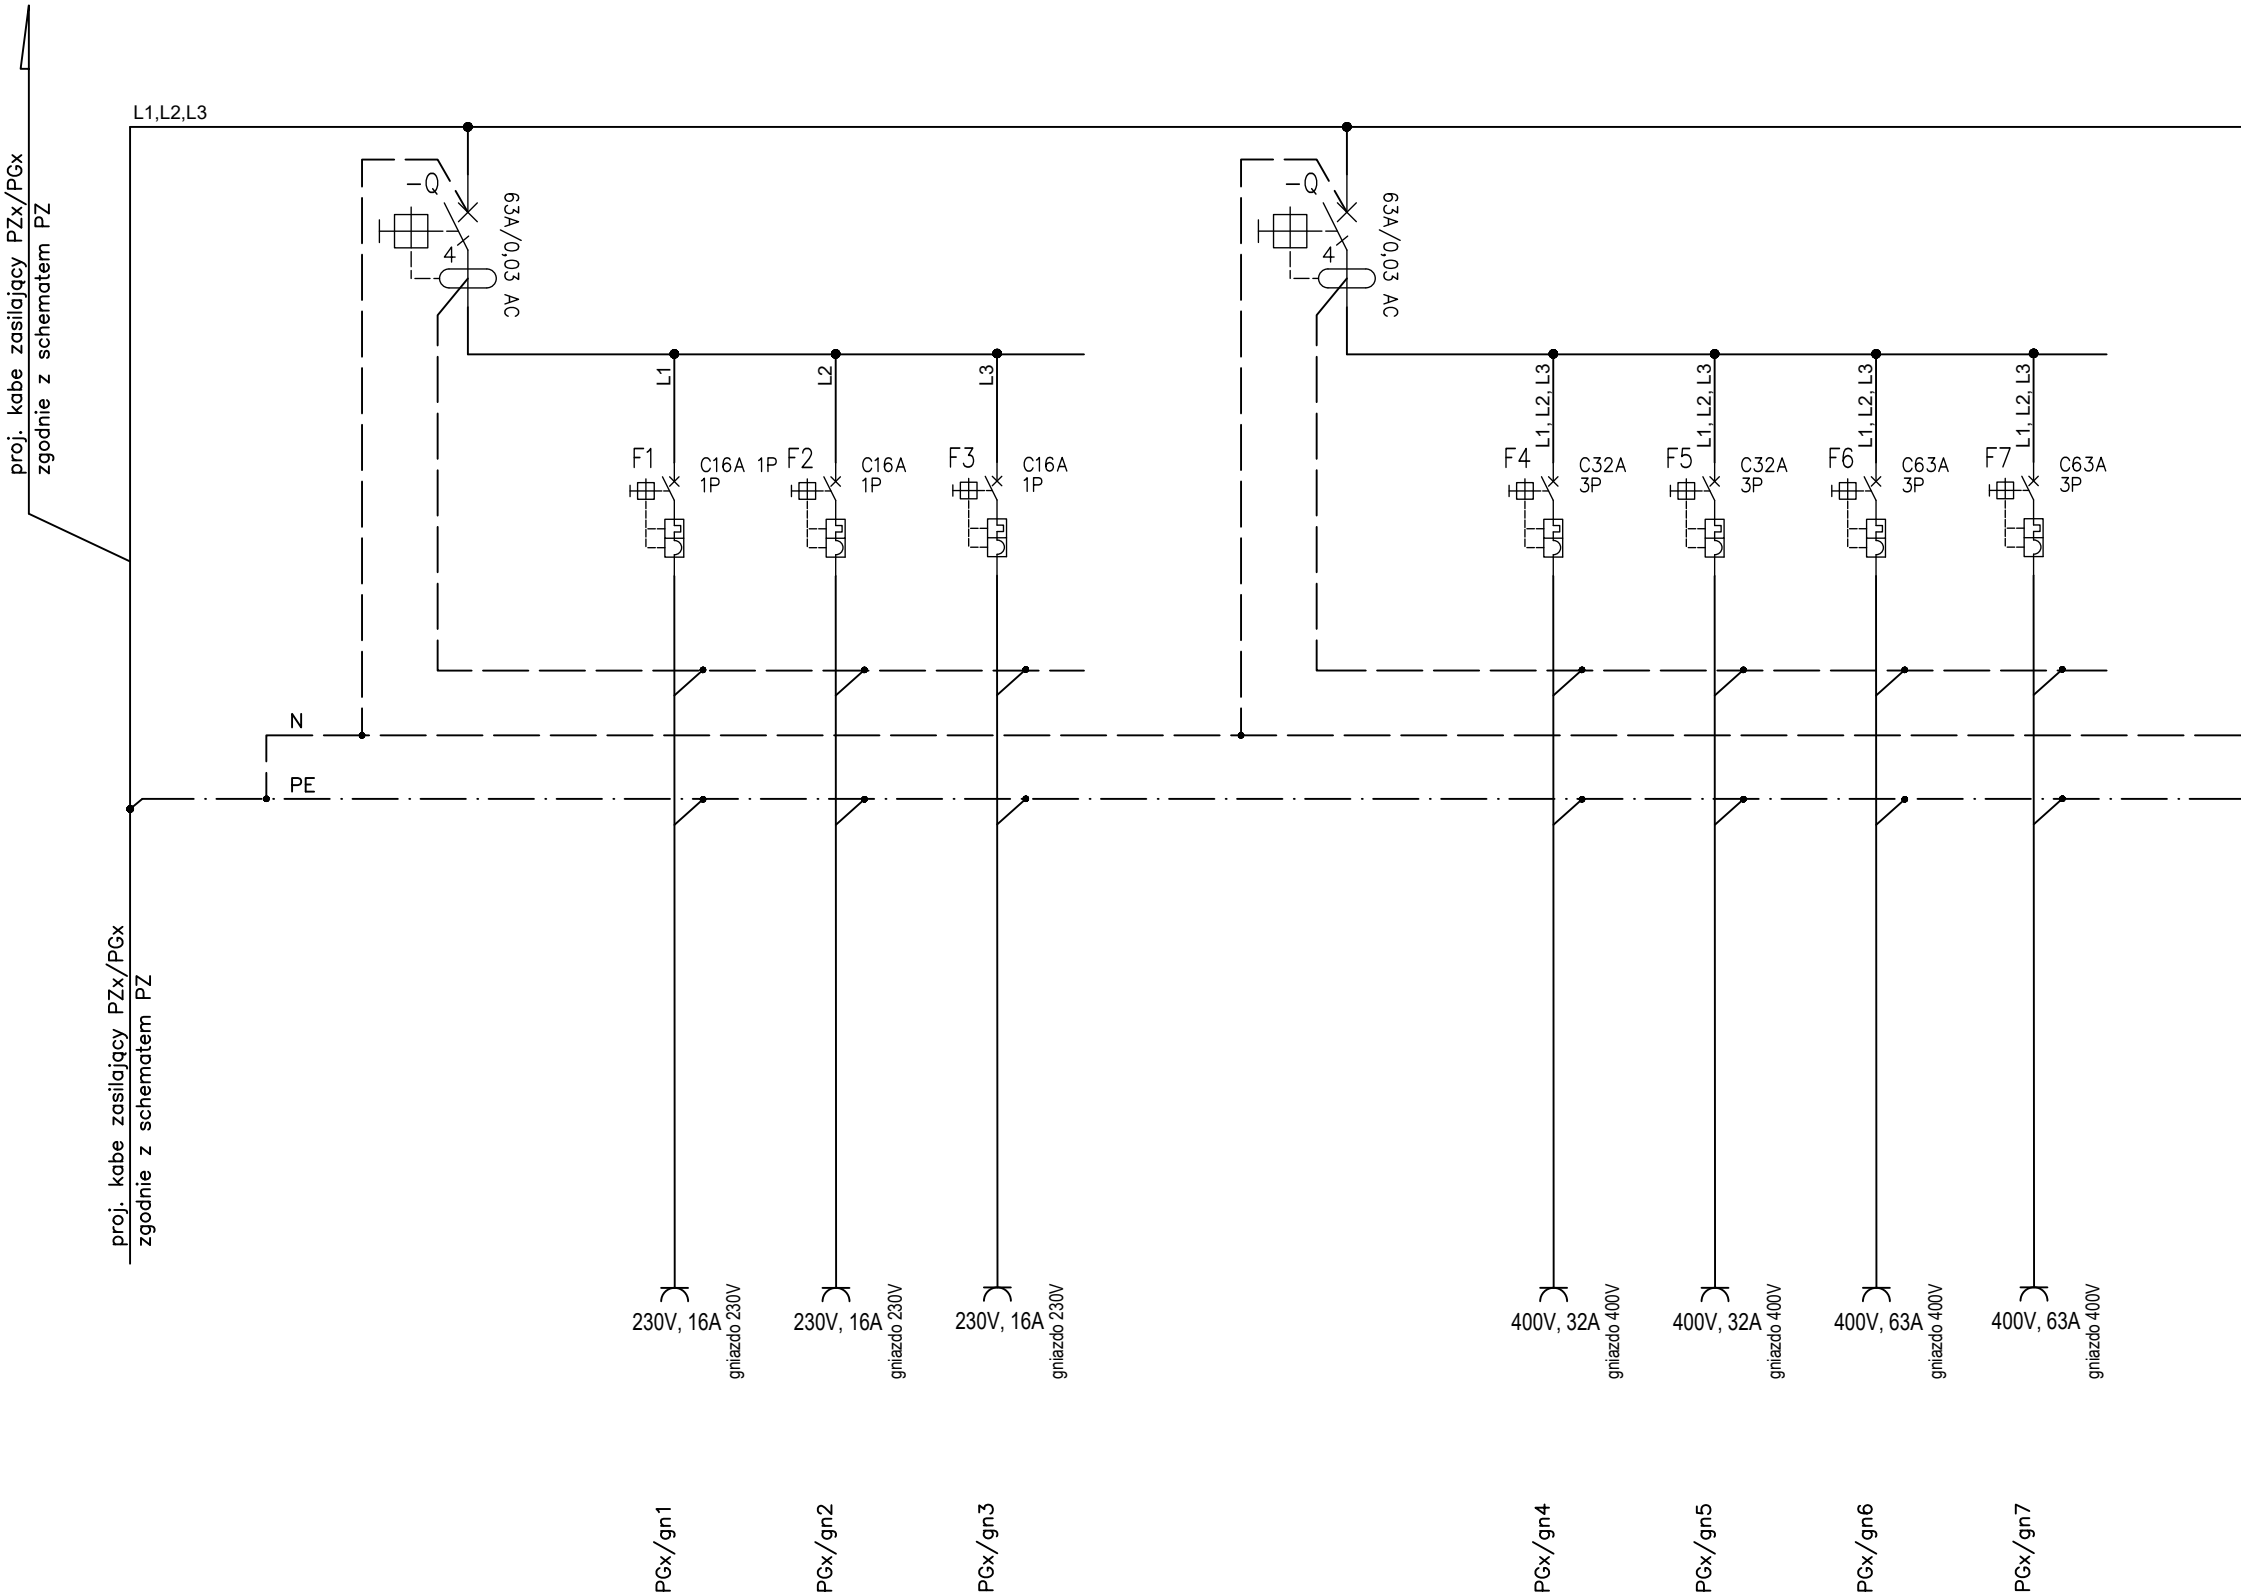 proj. kabe zasilający PZx/PGx
zgodnie z schematem PZ
L1,L2,L3
-Q
4
63A/0,03 AC
-Q
4
63A/0,03 AC
L1
L2
L3
L1, L2, L3
L1, L2, L3
L1, L2, L3
L1, L2, L3
F1
C16A 1P
1P
F2
C16A
1P
F3
C16A
1P
F4
C32A
3P
F5
C32A
3P
F6
C63A
3P
F7
C63A
3P
N
PE
proj. kabe zasilający PZx/PGx
zgodnie z schematem PZ
230V, 16A
gniazdo 230V
230V, 16A
gniazdo 230V
230V, 16A
gniazdo 230V
400V, 32A
gniazdo 400V
400V, 32A
gniazdo 400V
400V, 63A
gniazdo 400V
400V, 63A
gniazdo 400V
PGx/gn1
PGx/gn2
PGx/gn3
PGx/gn4
PGx/gn5
PGx/gn6
PGx/gn7